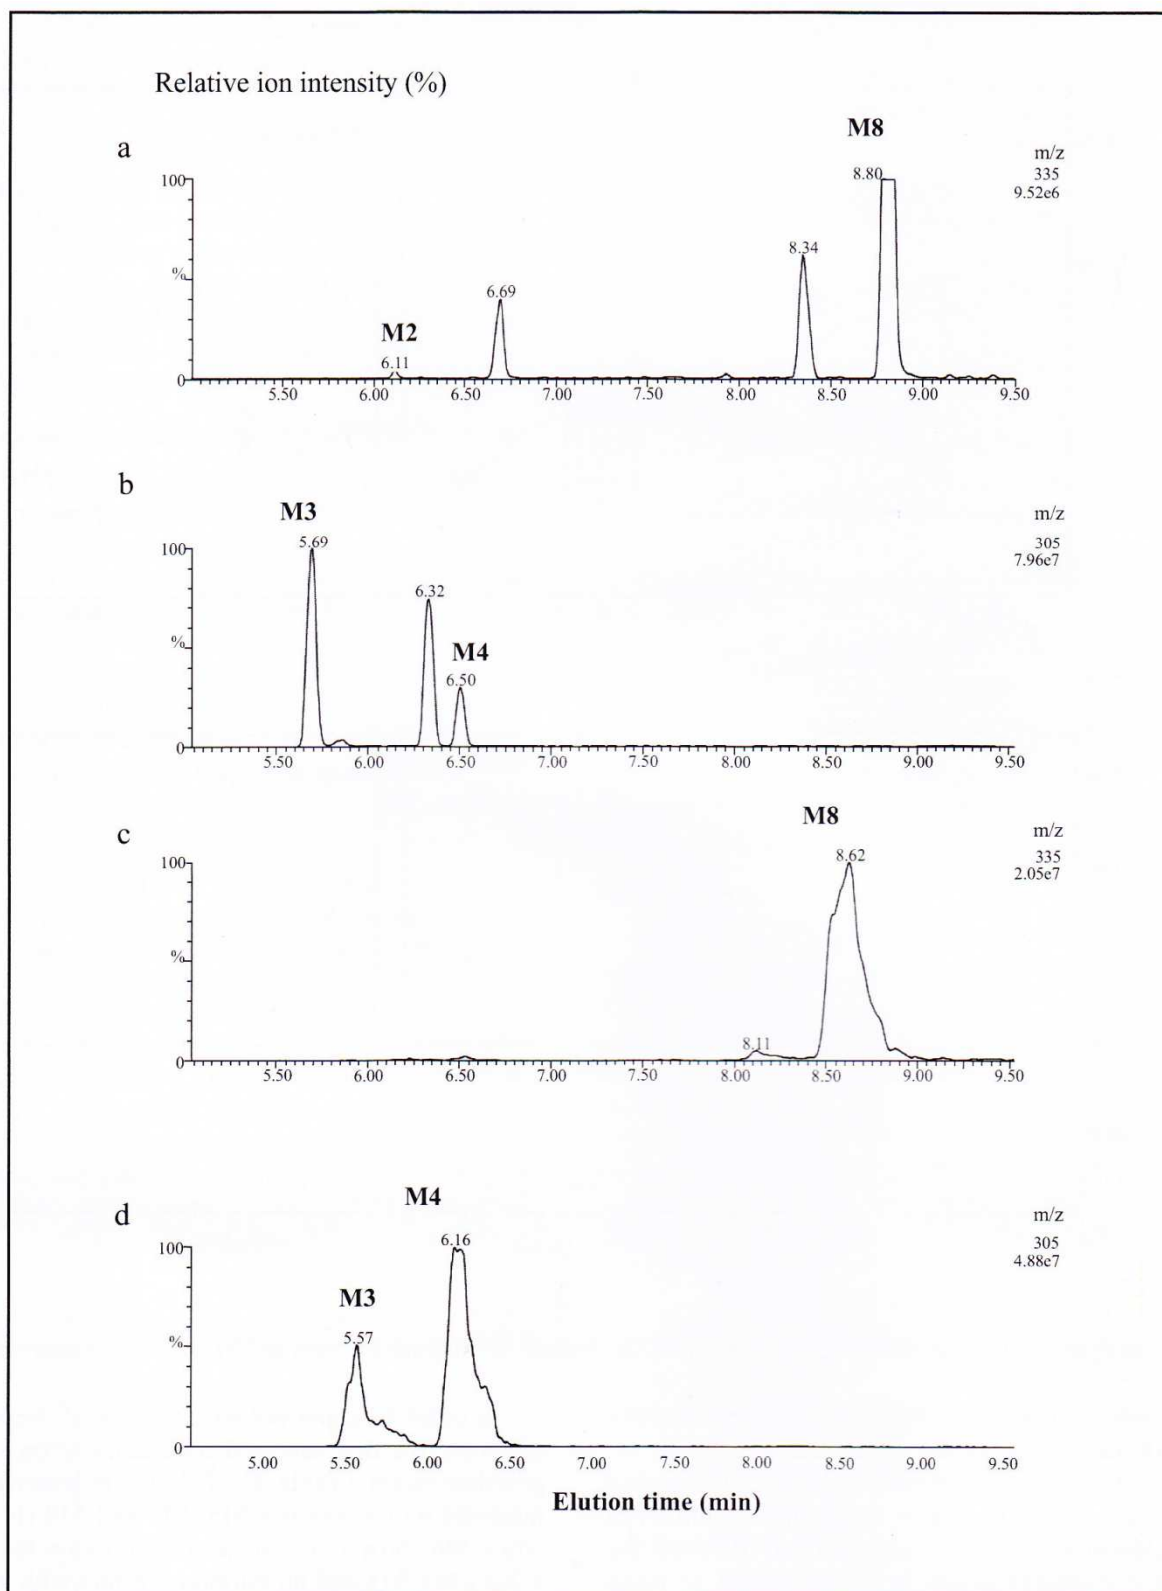 Relative ion intensity (%)
a
M8
m/z
335
9.52e6
100
8.80
8.34
%
6.69
M2
6.11
0
5.50 6.00 6.50 7.00 7.50 8.00 8.50 9.00 9.50
b
M3
m/z
305
7.96e7
100
5.69
6.32
%
M4
6.50
0
5.50 6.00 6.50 7.00 7.50 8.00 8.50 9.00 9.50
c
M8
m/z
335
2.05e7
100
8.62
%
8.11
0
5.50 6.00 6.50 7.00 7.50 8.00 8.50 9.00 9.50
d
M4
m/z
305
4.88e7
100
6.16
M3
5.57
%
0
5.00 5.50 6.00 6.50 7.00 7.50 8.00 8.50 9.00 9.50
Elution time (min)